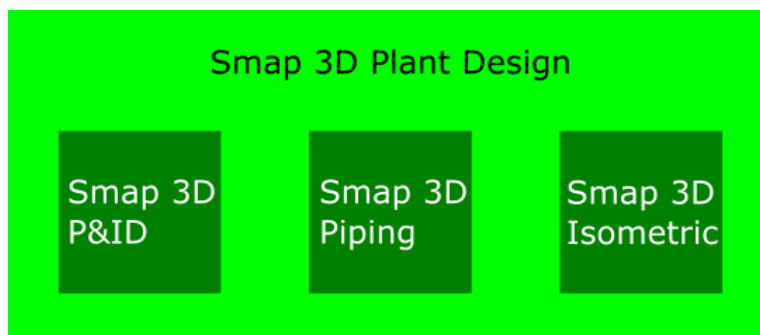 Smap 3D Plant Design
Smap 3D
P&ID
Smap 3D
Piping
Smap 3D
Isometric